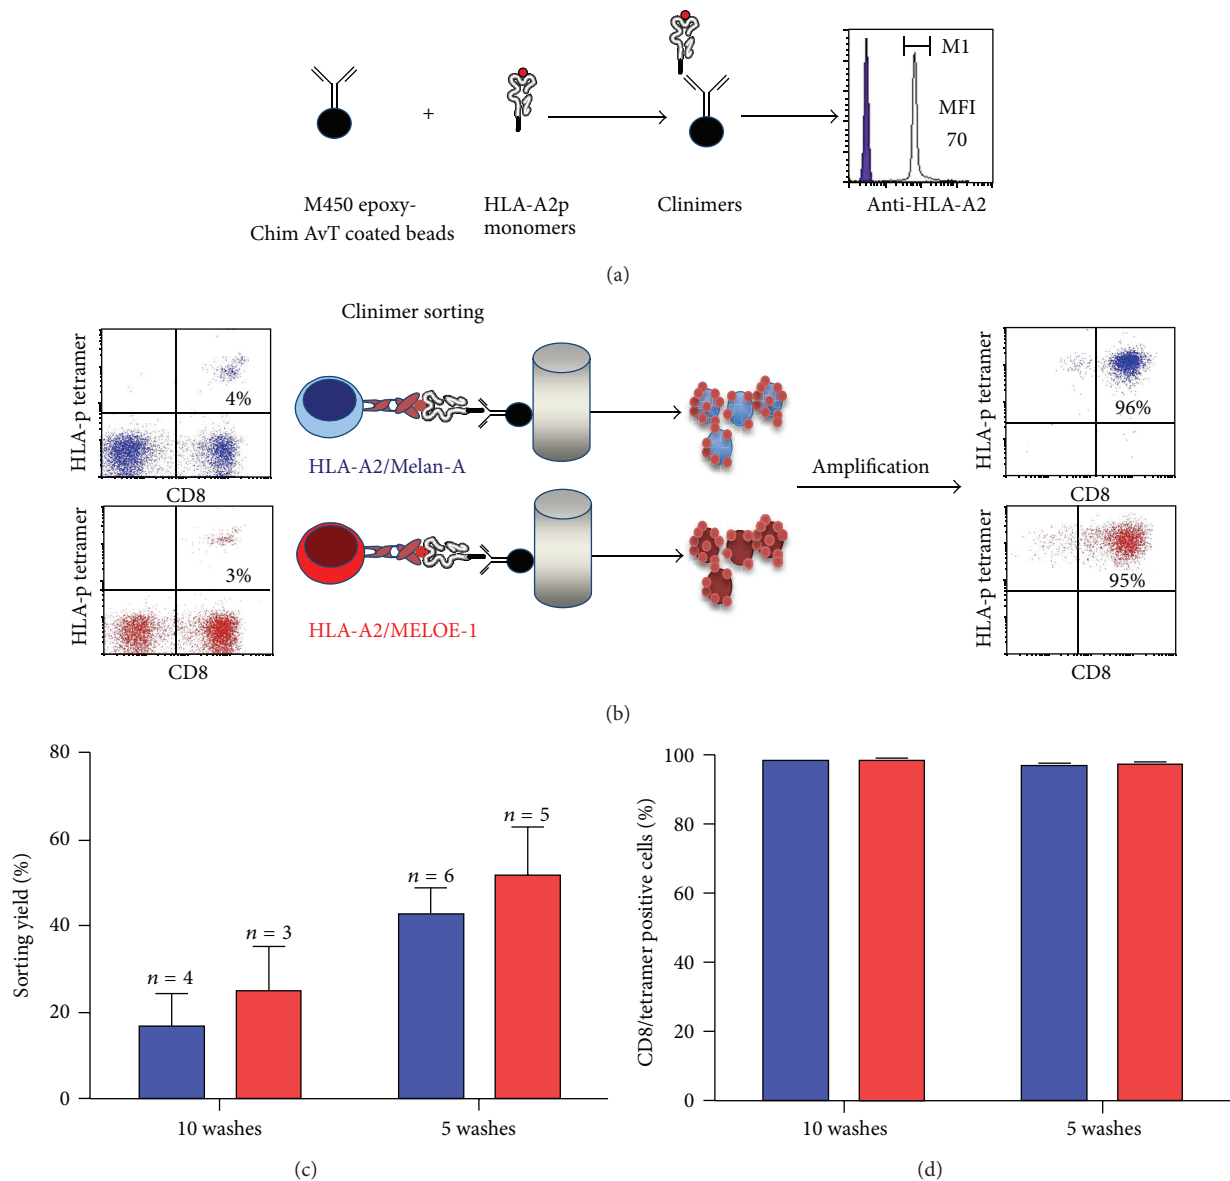 M1
MFI
70
+
M450 epoxy-
Chim AvT coated beads
HLA-A2p
monomers
Clinimers
Anti-HLA-A2
(a)
Clinimer sorting
HLA-p tetramer
4%
CD8
HLA-A2/Melan-A
HLA-p tetramer
3%
CD8
HLA-A2/MELOE-1
Amplification
HLA-p tetramer
96%
CD8
HLA-p tetramer
95%
CD8
(b)
Sorting yield (%)
80
60
40
20
0
n = 4
n = 3
n = 6
n = 5
10 washes
5 washes
(c)
CD8/tetramer positive cells (%)
100
80
60
40
20
0
10 washes
5 washes
(d)